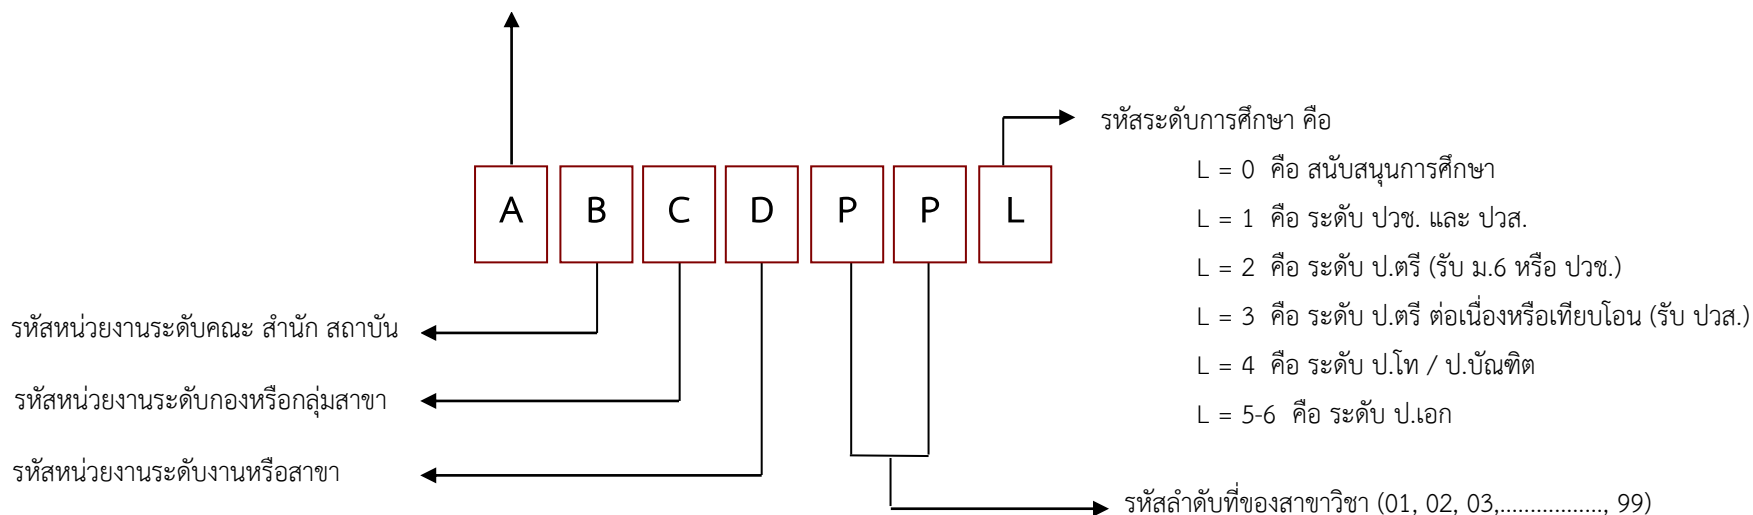 รหัสระดับการศึกษา คือ
L = 0 คือ สนับสนุนการศึกษา
A B C D P P L
L = 1 คือ ระดับ ปวช. และ ปวส.
L = 2 คือ ระดับ ป.ตรี (รับ ม.6 หรือ ปวช.)
รหัสหน่วยงานระดับคณะ สำนัก สถาบัน
L = 3 คือ ระดับ ป.ตรี ต่อเนื่องหรือเทียบโอน (รับ ปวส.)
L = 4 คือ ระดับ ป.โท / ป.บัณฑิต
รหัสหน่วยงานระดับกองหรือกลุ่มสาขา
L = 5-6 คือ ระดับ ป.เอก
รหัสหน่วยงานระดับงานหรือสาขา
รหัสลำดับที่ของสาขาวิชา (01, 02, 03,................., 99)